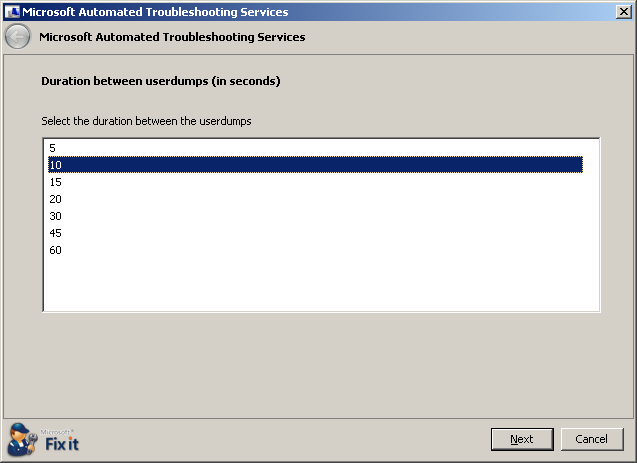 Microsoft Automated Troubleshooting Services
Microsoft Automated Troubleshooting Services
Duration between userdumps (in seconds)
Select the duration between the userdumps
5
10
15
20
30
45
60
Microsoft®
Fix it
Next
Cancel